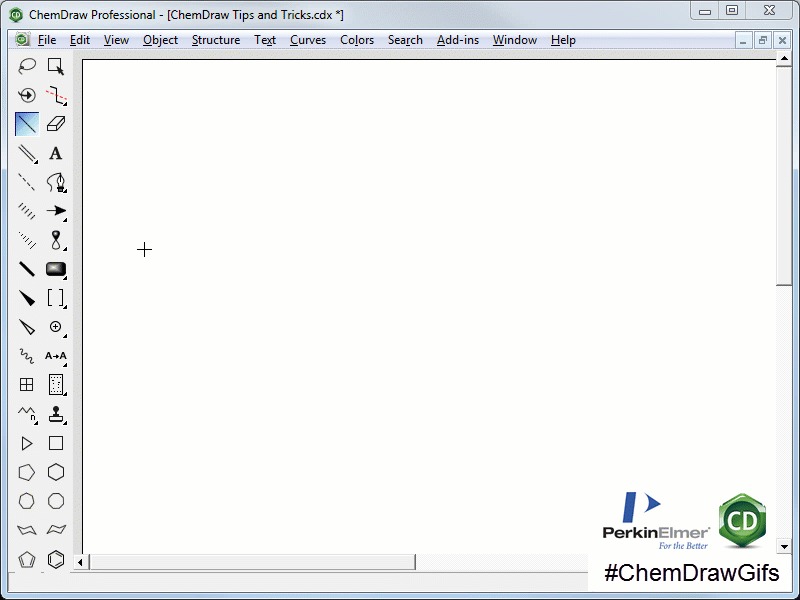 ChemDraw Professional - [ChemDraw Tips and Tricks.cdx *]
File Edit View Object Structure Text Curves Colors Search Add-ins Window Help
A
A→A
n
CD
PerkinElmer
For the Better
#ChemDrawGifs